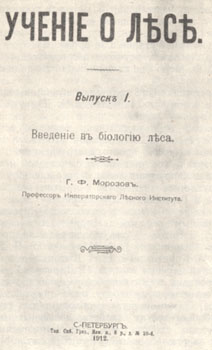 УЧЕНІЕ О ЛѢСѢ.
Выпускъ I.
Введеніе въ біологію лѣса.
Г. Ф. Морозовъ.
Профессоръ Императорскаго Лѣсного Института.
С.-ПЕТЕРБУРГЪ.
1912.